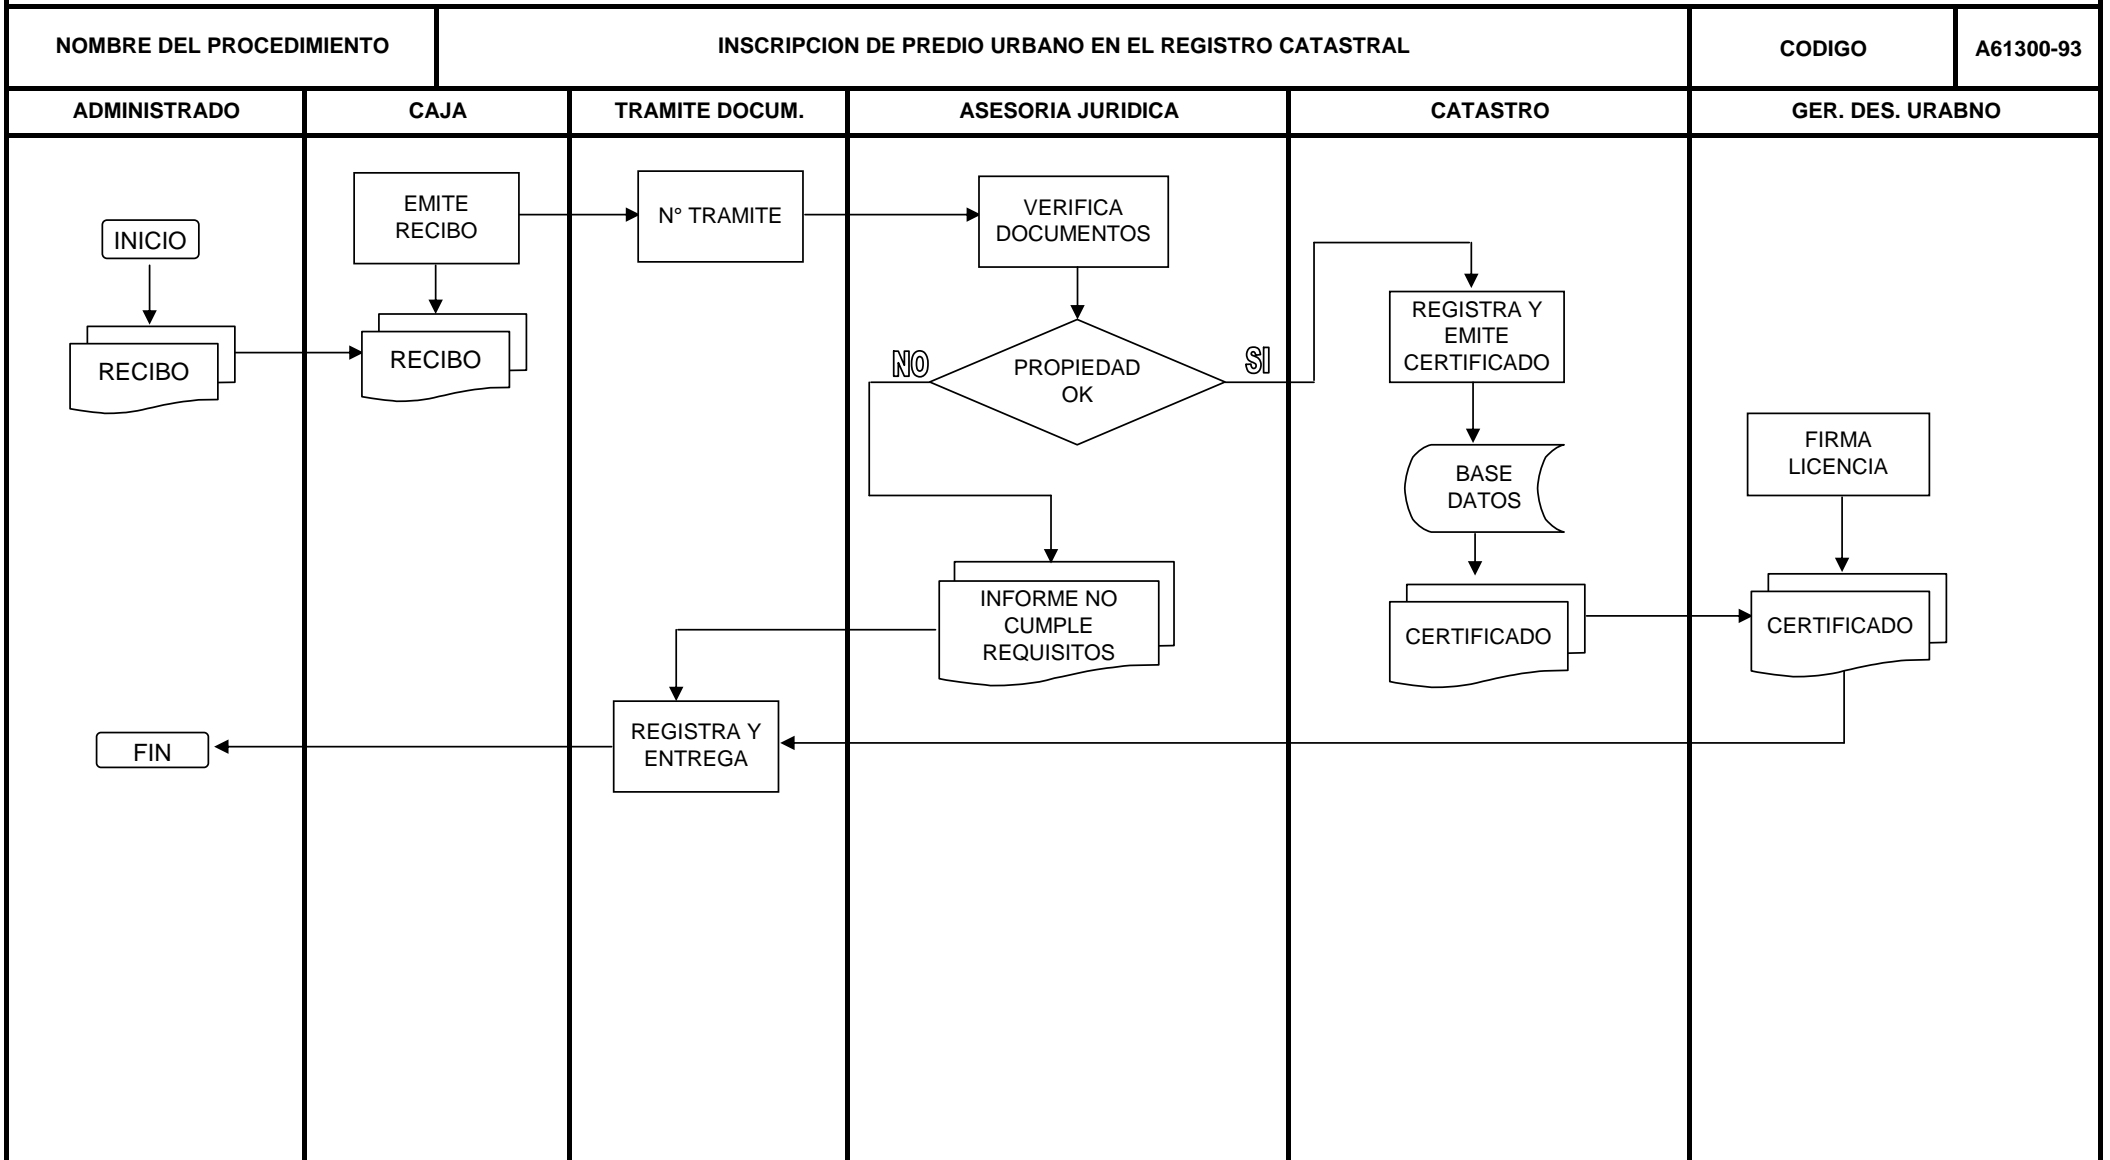 NOMBRE DEL PROCEDIMIENTO
INSCRIPCION DE PREDIO URBANO EN EL REGISTRO CATASTRAL
CODIGO
A61300-93
ADMINISTRADO
CAJA
TRAMITE DOCUM.
ASESORIA JURIDICA
CATASTRO
GER. DES. URABNO
INICIO
RECIBO
EMITE
RECIBO
RECIBO
N° TRAMITE
VERIFICA
DOCUMENTOS
PROPIEDAD
OK
NO
SI
INFORME NO
CUMPLE
REQUISITOS
REGISTRA Y
EMITE
CERTIFICADO
BASE
DATOS
CERTIFICADO
FIRMA
LICENCIA
CERTIFICADO
REGISTRA Y
ENTREGA
FIN